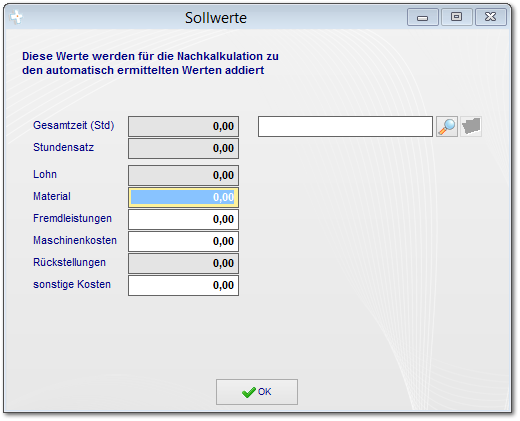 Sollwerte
Diese Werte werden für die Nachkalkulation zu
den automatisch ermittelten Werten addiert
Gesamtzeit (Std) 0,00
Stundensatz 0,00
Lohn 0,00
Material 0,00
Fremdleistungen 0,00
Maschinenkosten 0,00
Rückstellungen 0,00
sonstige Kosten 0,00
OK